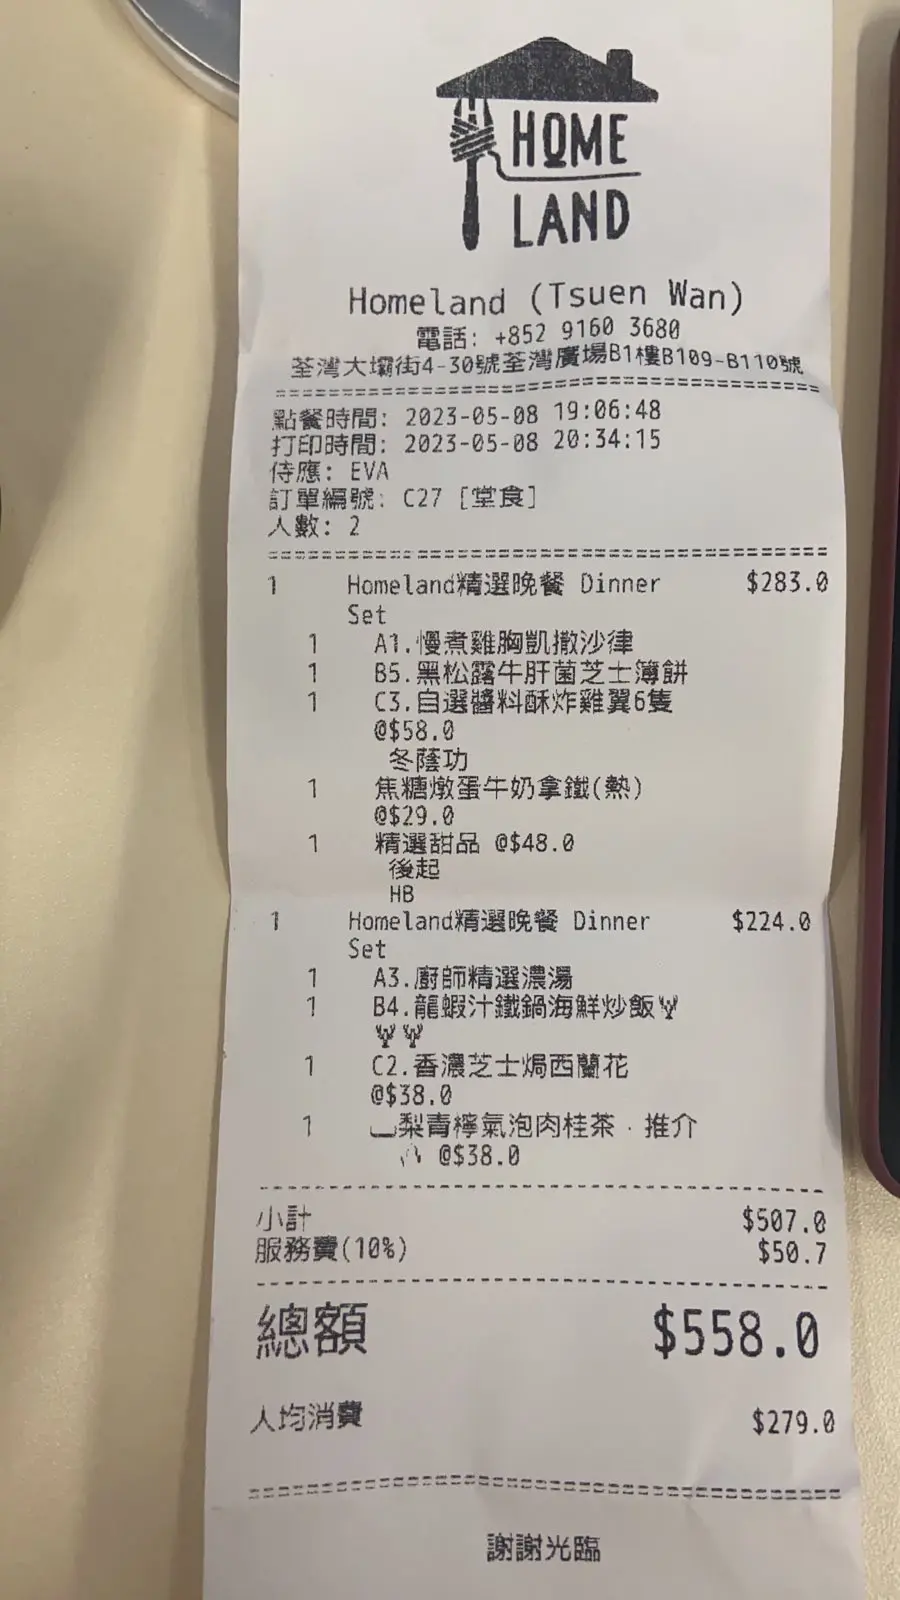 HOME
LAND
Homeland (Tsuen Wan)
電話: +852 9160 3680
荃灣大壩街4-30號荃灣廣場B1樓B109-B110號
點餐時間: 2023-05-08 19:06:48
打印時間: 2023-05-08 20:34:15
侍應: EVA
訂單編號: C27 [堂食]
人數: 2
1 Homeland精選晚餐 Dinner $283.0
Set
1 A1.慢煮雞胸凱撒沙律
1 B5.黑松露牛肝菌芝士薄餅
1 C3.自選醬料酥炸雞翼6隻
@$58.0
冬蔭功
1 焦糖燉蛋牛奶拿鐵(熱)
@$29.0
1 精選甜品 @$48.0
後起
HB
1 Homeland精選晚餐 Dinner $224.0
Set
1 A3.廚師精選濃湯
1 B4.龍蝦汁鐵鍋海鮮炒飯🦞
🦞🦞
1 C2.香濃芝士焗西蘭花
@$38.0
1 梨青檸氣泡肉桂茶‧推介
@$38.0
小計 $507.0
服務費(10%) $50.7
總額 $558.0
人均消費 $279.0
謝謝光臨